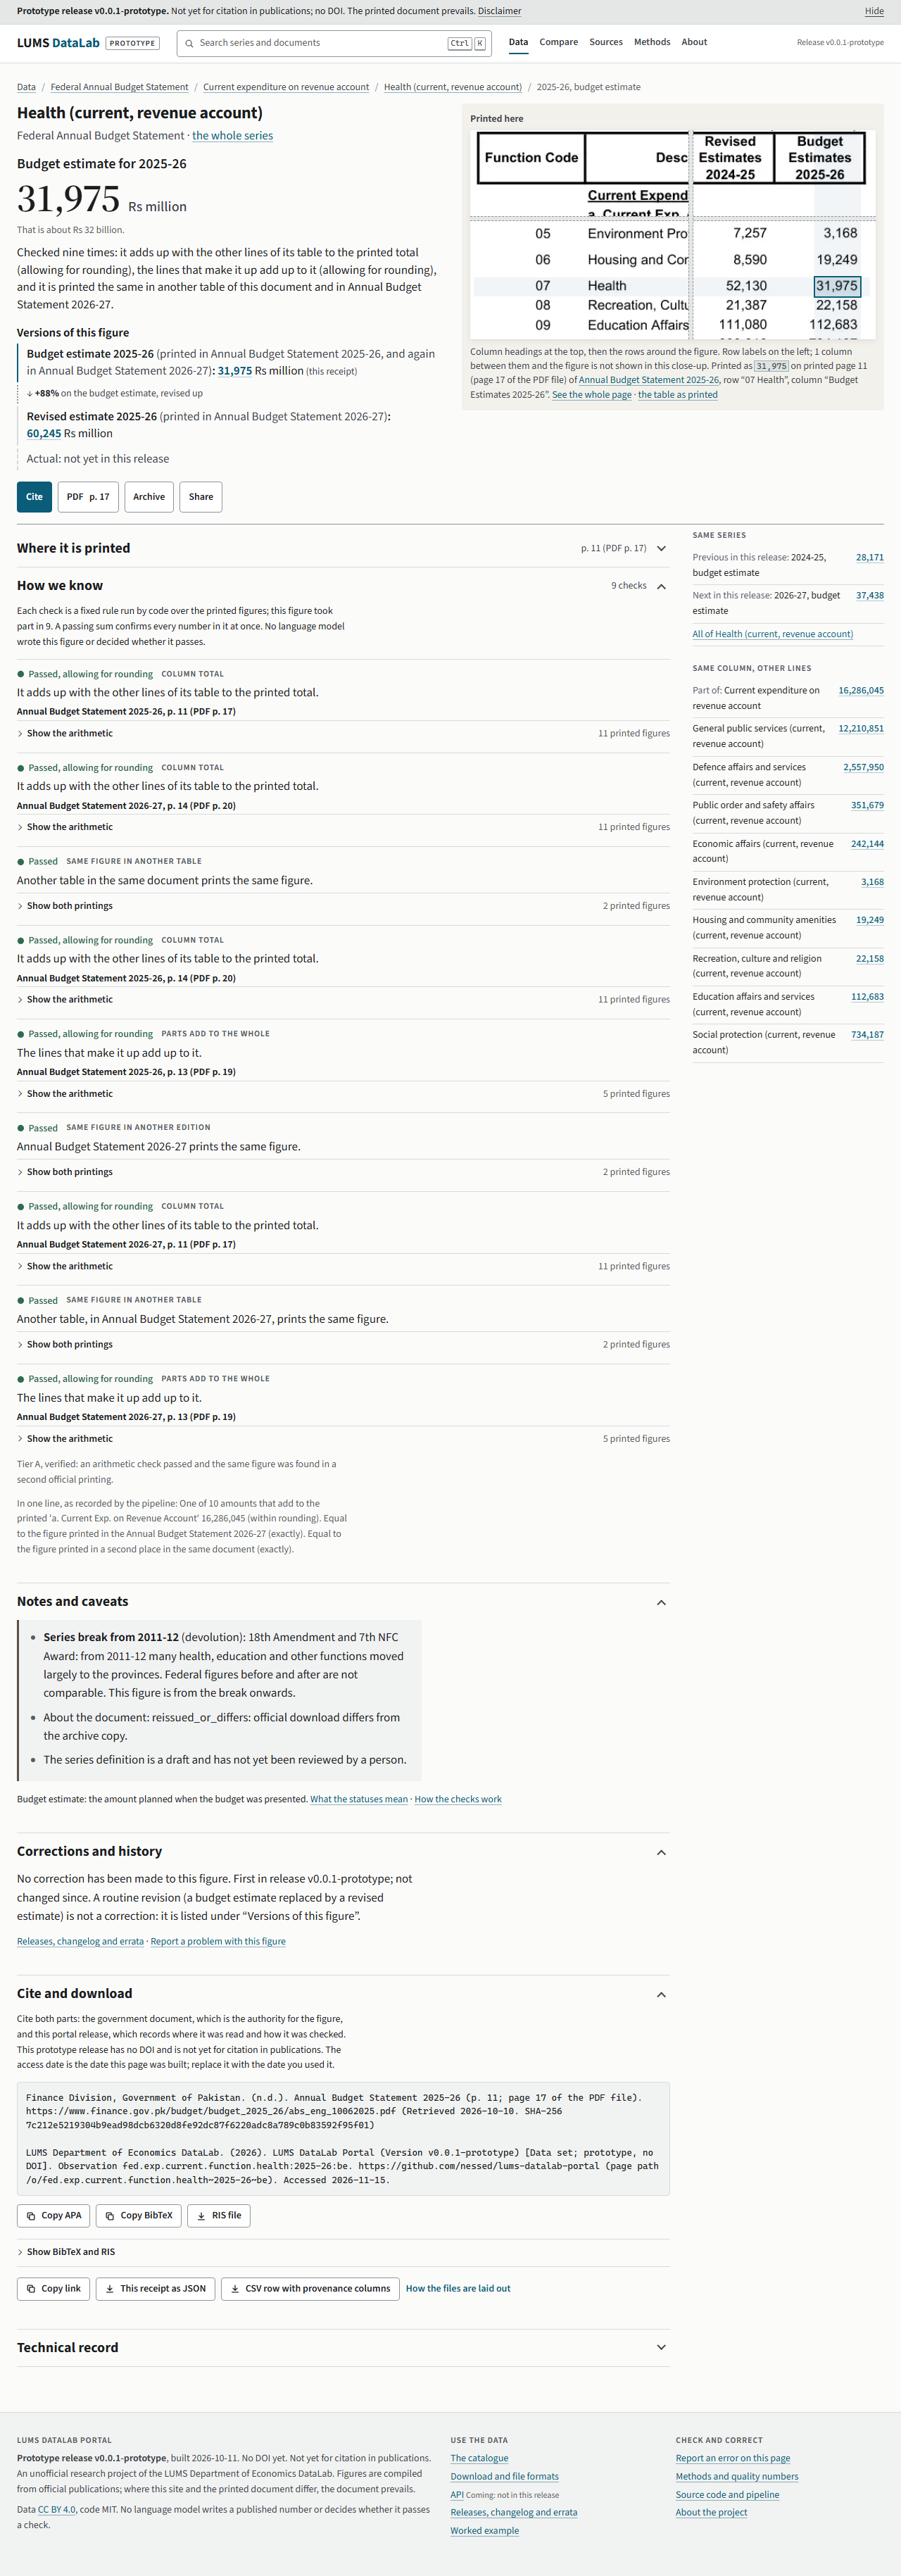 Prototype release v0.0.1-prototype. Not yet for citation in publications; no DOI. The printed document prevails. Disclaimer
Hide
LUMS DataLab PROTOTYPE
Search series and documents
Ctrl K
Data Compare Sources Methods About
Release v0.0.1-prototype
Data / Federal Annual Budget Statement / Current expenditure on revenue account / Health (current, revenue account) / 2025-26, budget estimate
Health (current, revenue account)
Federal Annual Budget Statement · the whole series
Budget estimate for 2025-26
31,975 Rs million
That is about Rs 32 billion.
Checked nine times: it adds up with the other lines of its table to the printed total
(allowing for rounding), the lines that make it up add up to it (allowing for rounding),
and it is printed the same in another table of this document and in Annual Budget
Statement 2026-27.
Versions of this figure
Budget estimate 2025-26 (printed in Annual Budget Statement 2025-26, and again
in Annual Budget Statement 2026-27): 31,975 Rs million (this receipt)
↓ +88% on the budget estimate, revised up
Revised estimate 2025-26 (printed in Annual Budget Statement 2026-27):
60,245 Rs million
Actual: not yet in this release
Cite
PDF p. 17
Archive
Share
Printed here
Function Code
Desc
Revised
Estimates
2024-25
Budget
Estimates
2025-26
Current Expend
a. Current Exp.
05 Environment Pro 7,257 3,168
06 Housing and Cor 8,590 19,249
07 Health 52,130 31,975
08 Recreation, Cultu 21,387 22,158
09 Education Affairs 111,080 112,683
Column headings at the top, then the rows around the figure. Row labels on the left; 1 column
between them and the figure is not shown in this close-up. Printed as 31,975 on printed page 11
(page 17 of the PDF file) of Annual Budget Statement 2025-26, row “07 Health”, column “Budget
Estimates 2025-26”. See the whole page · the table as printed
Where it is printed
p. 11 (PDF p. 17)
How we know
9 checks
Each check is a fixed rule run by code over the printed figures; this figure took
part in 9. A passing sum confirms every number in it at once. No language model
wrote this figure or decided whether it passes.
Passed, allowing for rounding COLUMN TOTAL
It adds up with the other lines of its table to the printed total.
Annual Budget Statement 2025-26, p. 11 (PDF p. 17)
Show the arithmetic
11 printed figures
Passed, allowing for rounding COLUMN TOTAL
It adds up with the other lines of its table to the printed total.
Annual Budget Statement 2026-27, p. 14 (PDF p. 20)
Show the arithmetic
11 printed figures
Passed SAME FIGURE IN ANOTHER TABLE
Another table in the same document prints the same figure.
Show both printings
2 printed figures
Passed, allowing for rounding COLUMN TOTAL
It adds up with the other lines of its table to the printed total.
Annual Budget Statement 2025-26, p. 14 (PDF p. 20)
Show the arithmetic
11 printed figures
Passed, allowing for rounding PARTS ADD TO THE WHOLE
The lines that make it up add up to it.
Annual Budget Statement 2025-26, p. 13 (PDF p. 19)
Show the arithmetic
5 printed figures
Passed SAME FIGURE IN ANOTHER EDITION
Annual Budget Statement 2026-27 prints the same figure.
Show both printings
2 printed figures
Passed, allowing for rounding COLUMN TOTAL
It adds up with the other lines of its table to the printed total.
Annual Budget Statement 2026-27, p. 11 (PDF p. 17)
Show the arithmetic
11 printed figures
Passed SAME FIGURE IN ANOTHER TABLE
Another table, in Annual Budget Statement 2026-27, prints the same figure.
Show both printings
2 printed figures
Passed, allowing for rounding PARTS ADD TO THE WHOLE
The lines that make it up add up to it.
Annual Budget Statement 2026-27, p. 13 (PDF p. 19)
Show the arithmetic
5 printed figures
Tier A, verified: an arithmetic check passed and the same figure was found in a
second official printing.
In one line, as recorded by the pipeline: One of 10 amounts that add to the
printed 'a. Current Exp. on Revenue Account' 16,286,045 (within rounding). Equal
to the figure printed in the Annual Budget Statement 2026-27 (exactly). Equal to
the figure printed in a second place in the same document (exactly).
SAME SERIES
Previous in this release: 2024-25,
budget estimate
28,171
Next in this release: 2026-27, budget
estimate
37,438
All of Health (current, revenue account)
SAME COLUMN, OTHER LINES
Part of: Current expenditure on
revenue account
16,286,045
General public services (current,
revenue account)
12,210,851
Defence affairs and services
(current, revenue account)
2,557,950
Public order and safety affairs
(current, revenue account)
351,679
Economic affairs (current, revenue
account)
242,144
Environment protection (current,
revenue account)
3,168
Housing and community amenities
(current, revenue account)
19,249
Recreation, culture and religion
(current, revenue account)
22,158
Education affairs and services
(current, revenue account)
112,683
Social protection (current, revenue
account)
734,187
Notes and caveats
Series break from 2011-12 (devolution): 18th Amendment and 7th NFC
Award: from 2011-12 many health, education and other functions moved
largely to the provinces. Federal figures before and after are not
comparable. This figure is from the break onwards.
About the document: reissued_or_differs: official download differs from
the archive copy.
The series definition is a draft and has not yet been reviewed by a person.
Budget estimate: the amount planned when the budget was presented. What the statuses mean · How the checks work
Corrections and history
No correction has been made to this figure. First in release v0.0.1-prototype; not
changed since. A routine revision (a budget estimate replaced by a revised
estimate) is not a correction: it is listed under “Versions of this figure”.
Releases, changelog and errata · Report a problem with this figure
Cite and download
Cite both parts: the government document, which is the authority for the figure,
and this portal release, which records where it was read and how it was checked.
This prototype release has no DOI and is not yet for citation in publications. The
access date is the date this page was built; replace it with the date you used it.
Finance Division, Government of Pakistan. (n.d.). Annual Budget Statement 2025-26 (p. 11; page 17 of the PDF file).
https://www.finance.gov.pk/budget/budget_2025_26/abs_eng_10062025.pdf (Retrieved 2026-10-10. SHA-256
7c212e5219304b9ead98dcb6320d8fe92dc87f6220adc8a789c0b83592f95f01)
LUMS Department of Economics DataLab. (2026). LUMS DataLab Portal (Version v0.0.1-prototype) [Data set; prototype, no
DOI]. Observation fed.exp.current.function.health:2025-26:be. https://github.com/nessed/lums-datalab-portal (page path
/o/fed.exp.current.function.health~2025-26~be). Accessed 2026-11-15.
Copy APA
Copy BibTeX
RIS file
Show BibTeX and RIS
Copy link
This receipt as JSON
CSV row with provenance columns
How the files are laid out
Technical record
LUMS DATALAB PORTAL
Prototype release v0.0.1-prototype, built 2026-10-11. No DOI yet. Not yet for citation in publications.
An unofficial research project of the LUMS Department of Economics DataLab. Figures are compiled
from official publications; where this site and the printed document differ, the document prevails.
Data CC BY 4.0, code MIT. No language model writes a published number or decides whether it passes
a check.
USE THE DATA
The catalogue
Download and file formats
API Coming: not in this release
Releases, changelog and errata
Worked example
CHECK AND CORRECT
Report an error on this page
Methods and quality numbers
Source code and pipeline
About the project